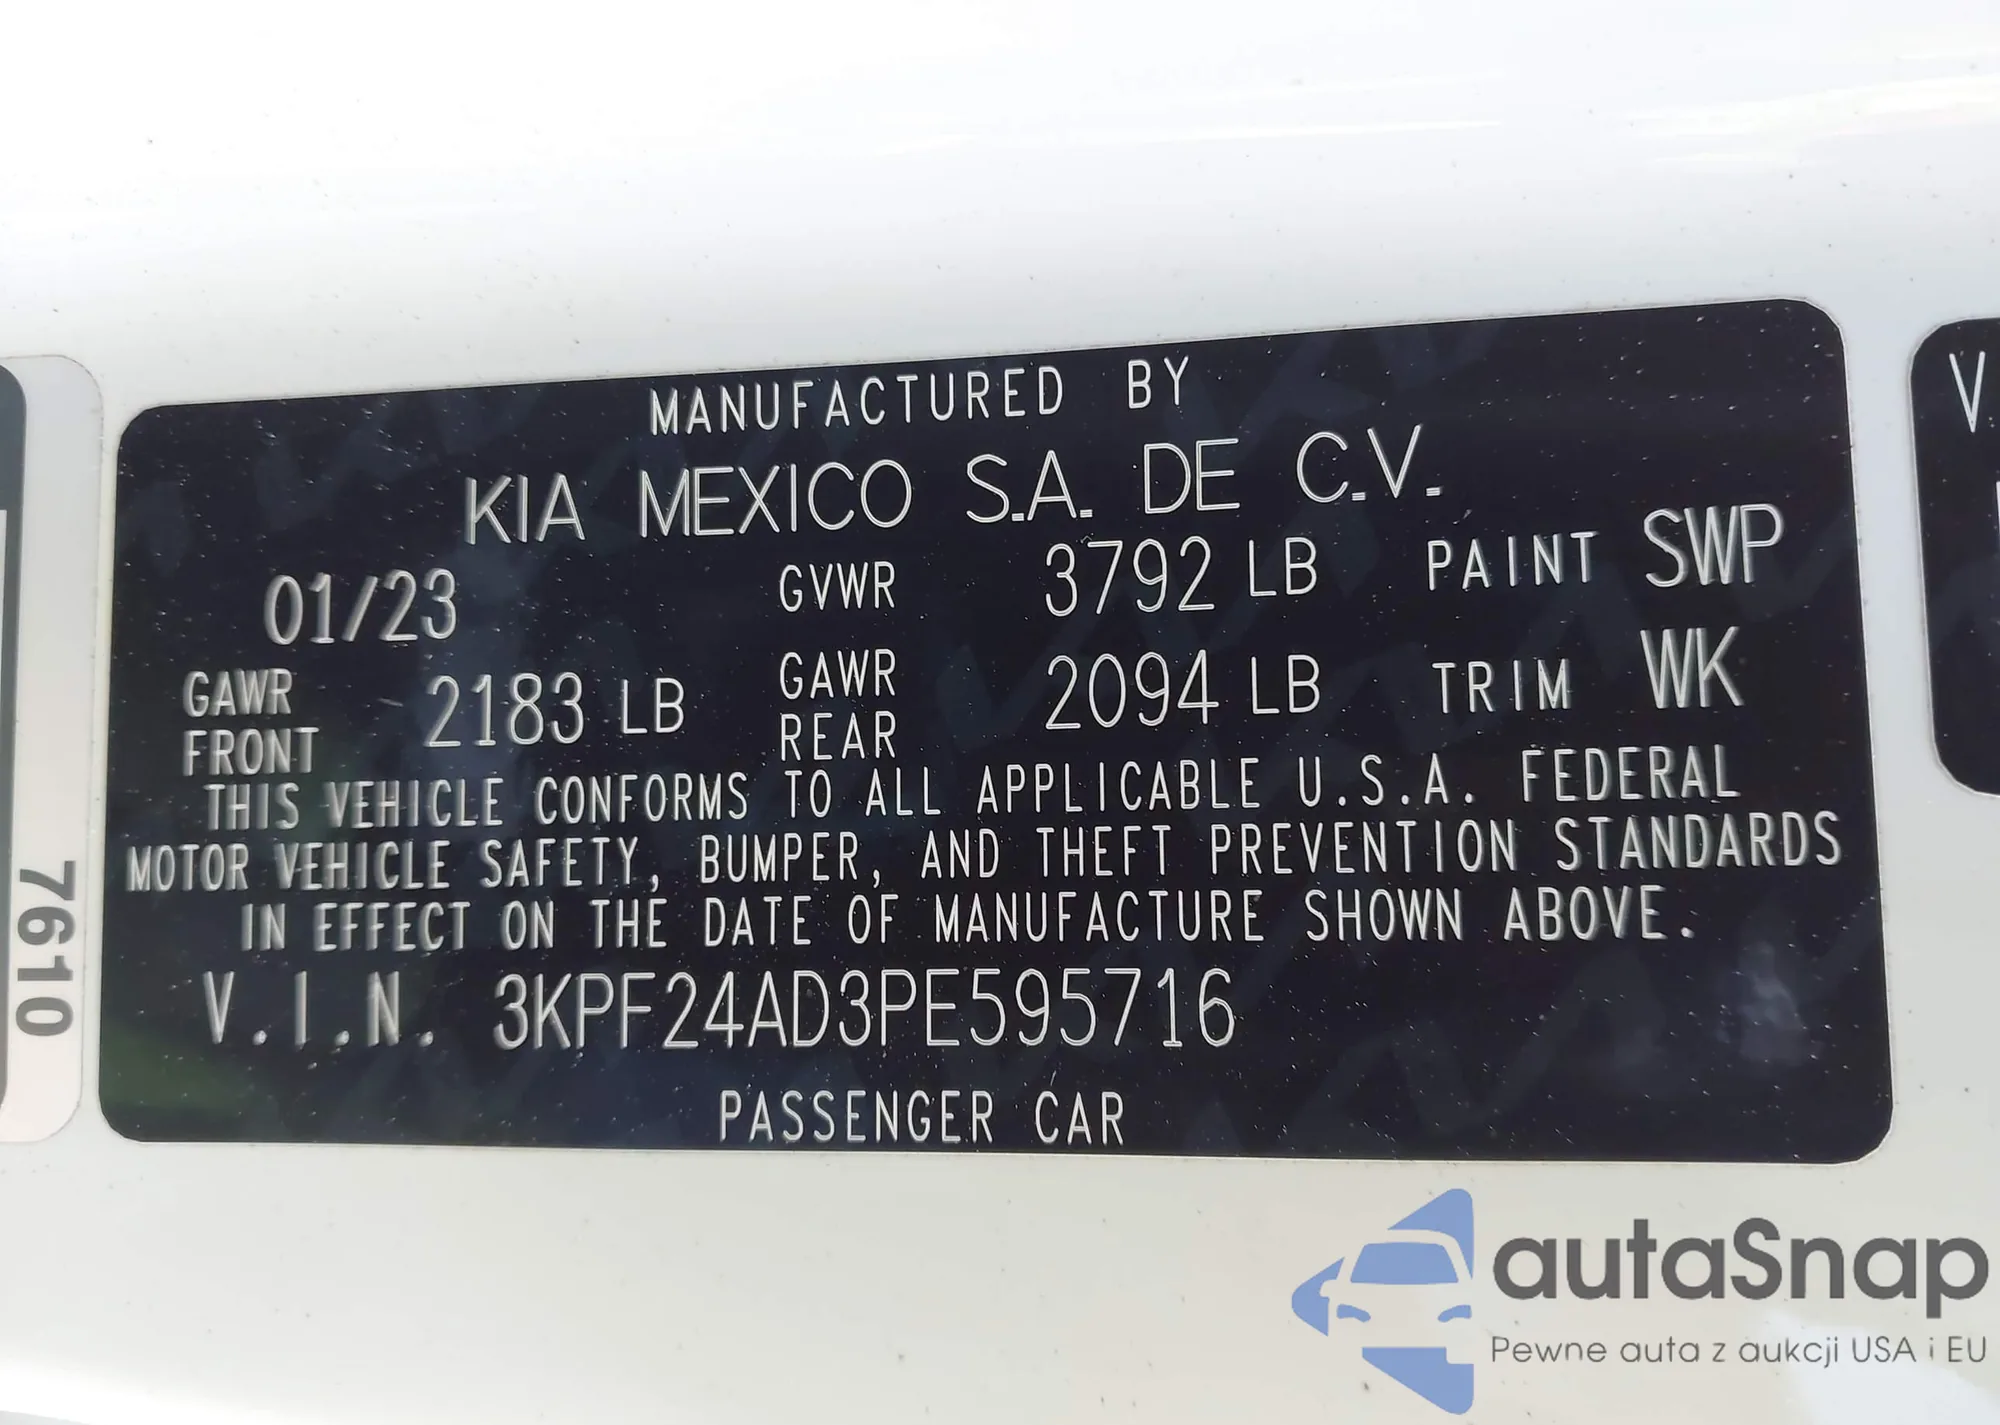 MANUFACTURED BY
KIA MEXICO S.A. DE C.V.
01/23 GVWR 3792 LB PAINT SWP
GAWR FRONT 2183 LB GAWR REAR 2094 LB TRIM WK
THIS VEHICLE CONFORMS TO ALL APPLICABLE U.S.A. FEDERAL
MOTOR VEHICLE SAFETY, BUMPER, AND THEFT PREVENTION STANDARDS
IN EFFECT ON THE DATE OF MANUFACTURE SHOWN ABOVE.
V.I.N. 3KPF24AD3PE595716
PASSENGER CAR
7610
V.
autaSnap
Pewne auta z aukcji USA i EU